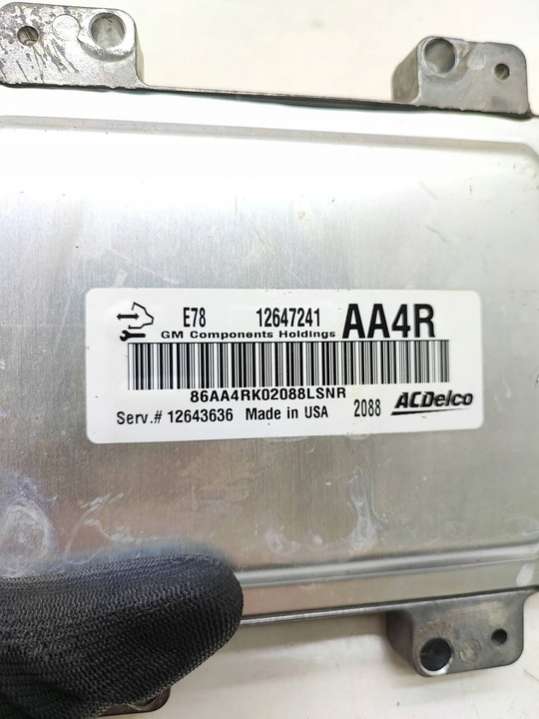 E78 12647241 AA4R
GM Components Holdings
86AA4RK02088LSNR
Serv.# 12643636 Made in USA 2088 ACDelco